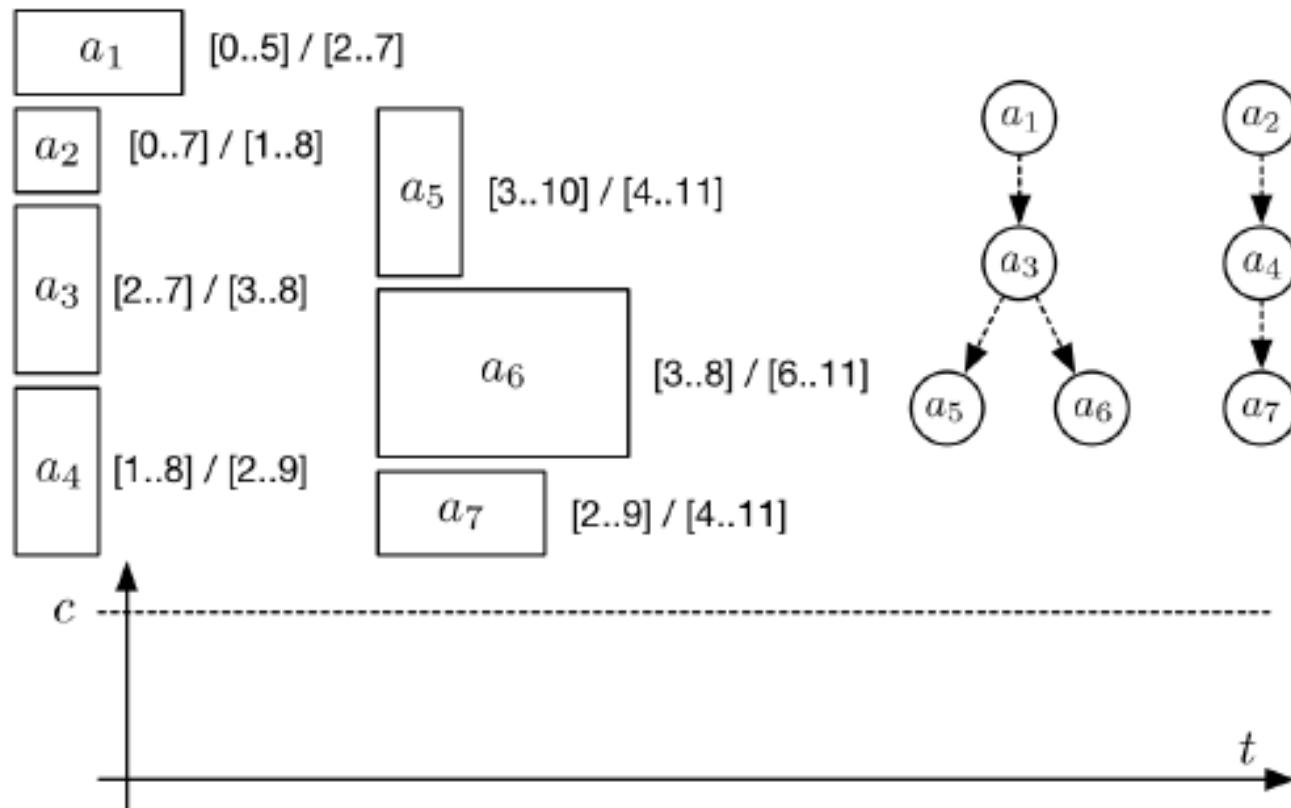 a1 [0..5] / [2..7]
a2 [0..7] / [1..8]
a3 [2..7] / [3..8]
a4 [1..8] / [2..9]
a5 [3..10] / [4..11]
a6 [3..8] / [6..11]
a7 [2..9] / [4..11]
a1
a3
a5 a6
a2
a4
a7
c
t